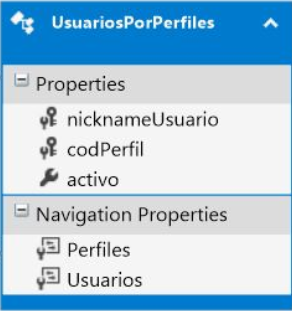 UsuariosPorPerfiles
Properties
nicknameUsuario
codPerfil
activo
Navigation Properties
Perfiles
Usuarios